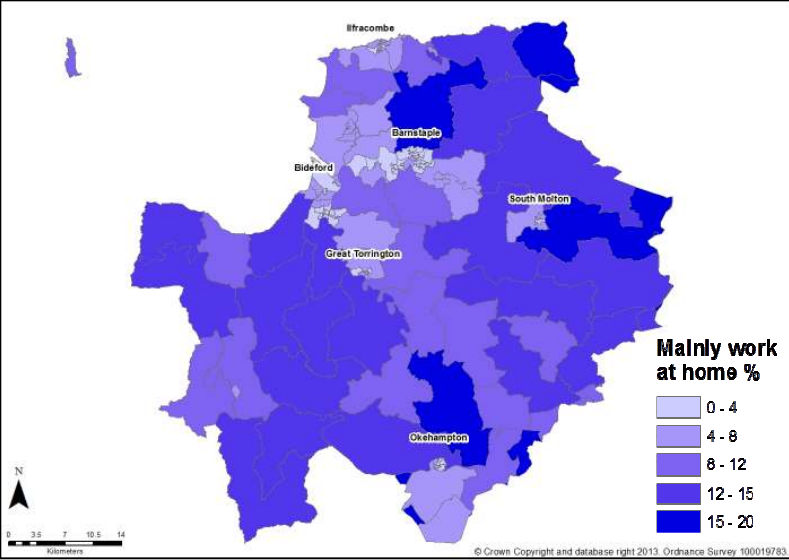 Ilfracombe
Barnstaple
Bideford
South Molton
Great Torrington
Okehampton
Mainly work
at home %
0 - 4
4 - 8
8 - 12
12 - 15
15 - 20
N
0 3.5 7 10.5 14
Kilometers
© Crown Copyright and database right 2013. Ordnance Survey 100019783.